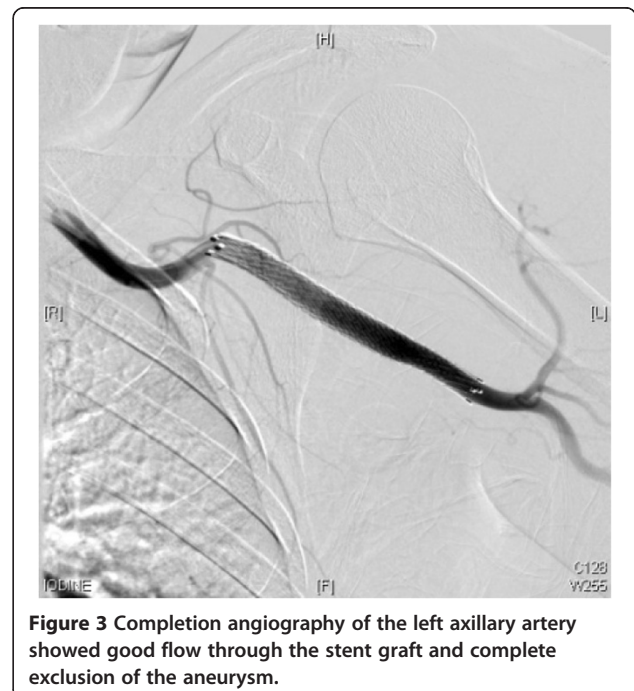 [H]
[R]
[L]
C128
W255
IODINE
[F]
Figure 3 Completion angiography of the left axillary artery
showed good flow through the stent graft and complete
exclusion of the aneurysm.